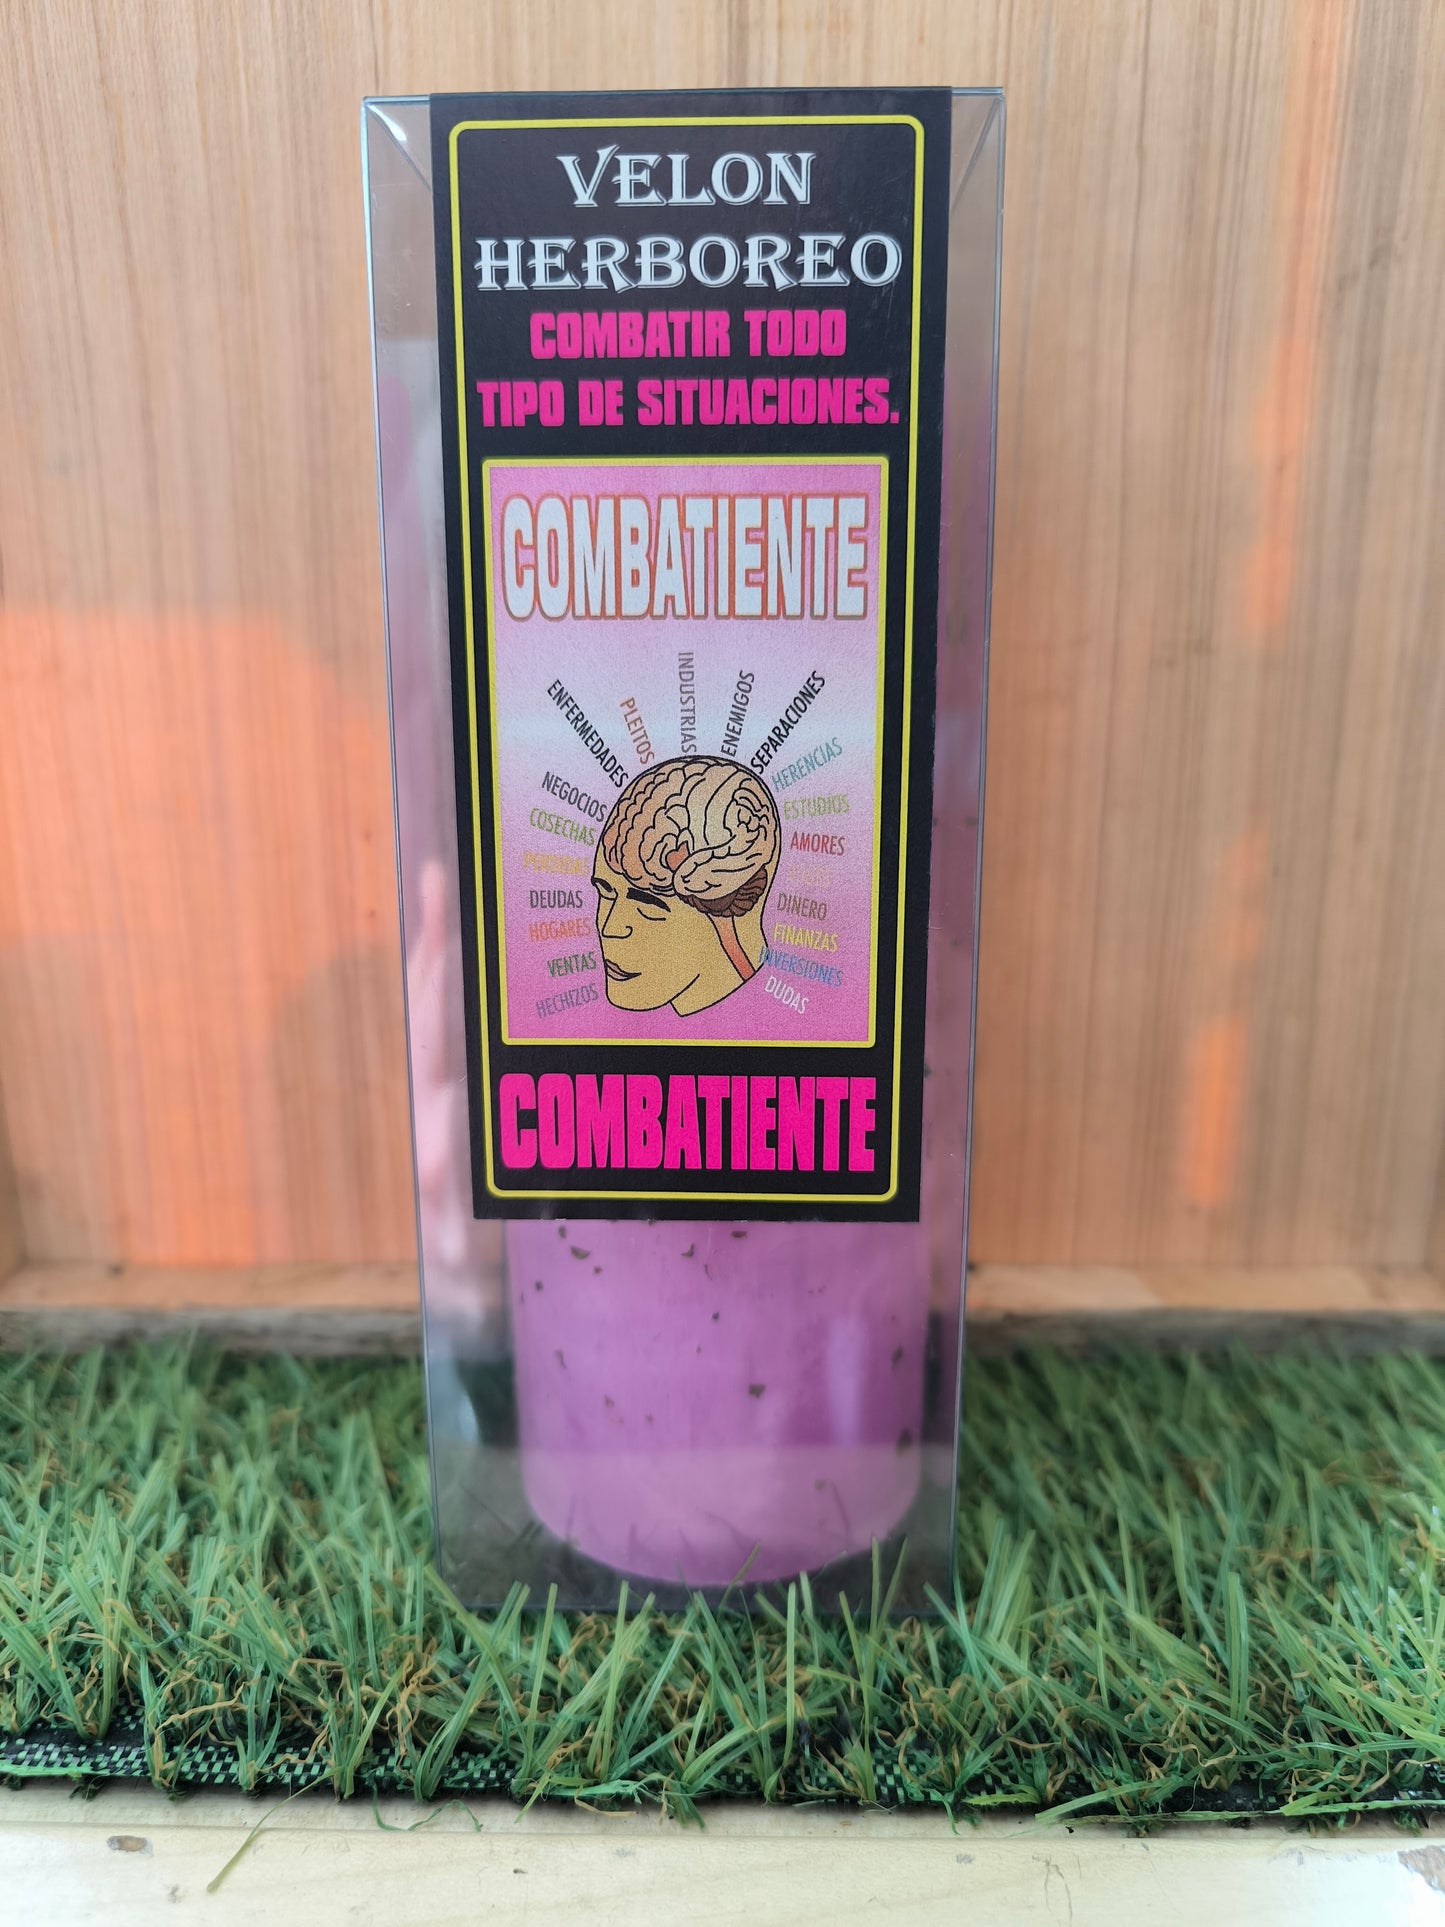 VELON
HERBOREO
COMBATIR TODO
TIPO DE SITUACIONES.
COMBATIENTE
ENFERMEDADES
PLEITOS
INDUSTRIAS
ENEMIGOS
SEPARACIONES
HERENCIAS
NEGOCIOS
ESTUDIOS
COSECHAS
AMORES
DEUDAS
DINERO
HOGARES
FINANZAS
VENTAS
INVERSIONES
HECHIZOS
DUDAS
COMBATIENTE